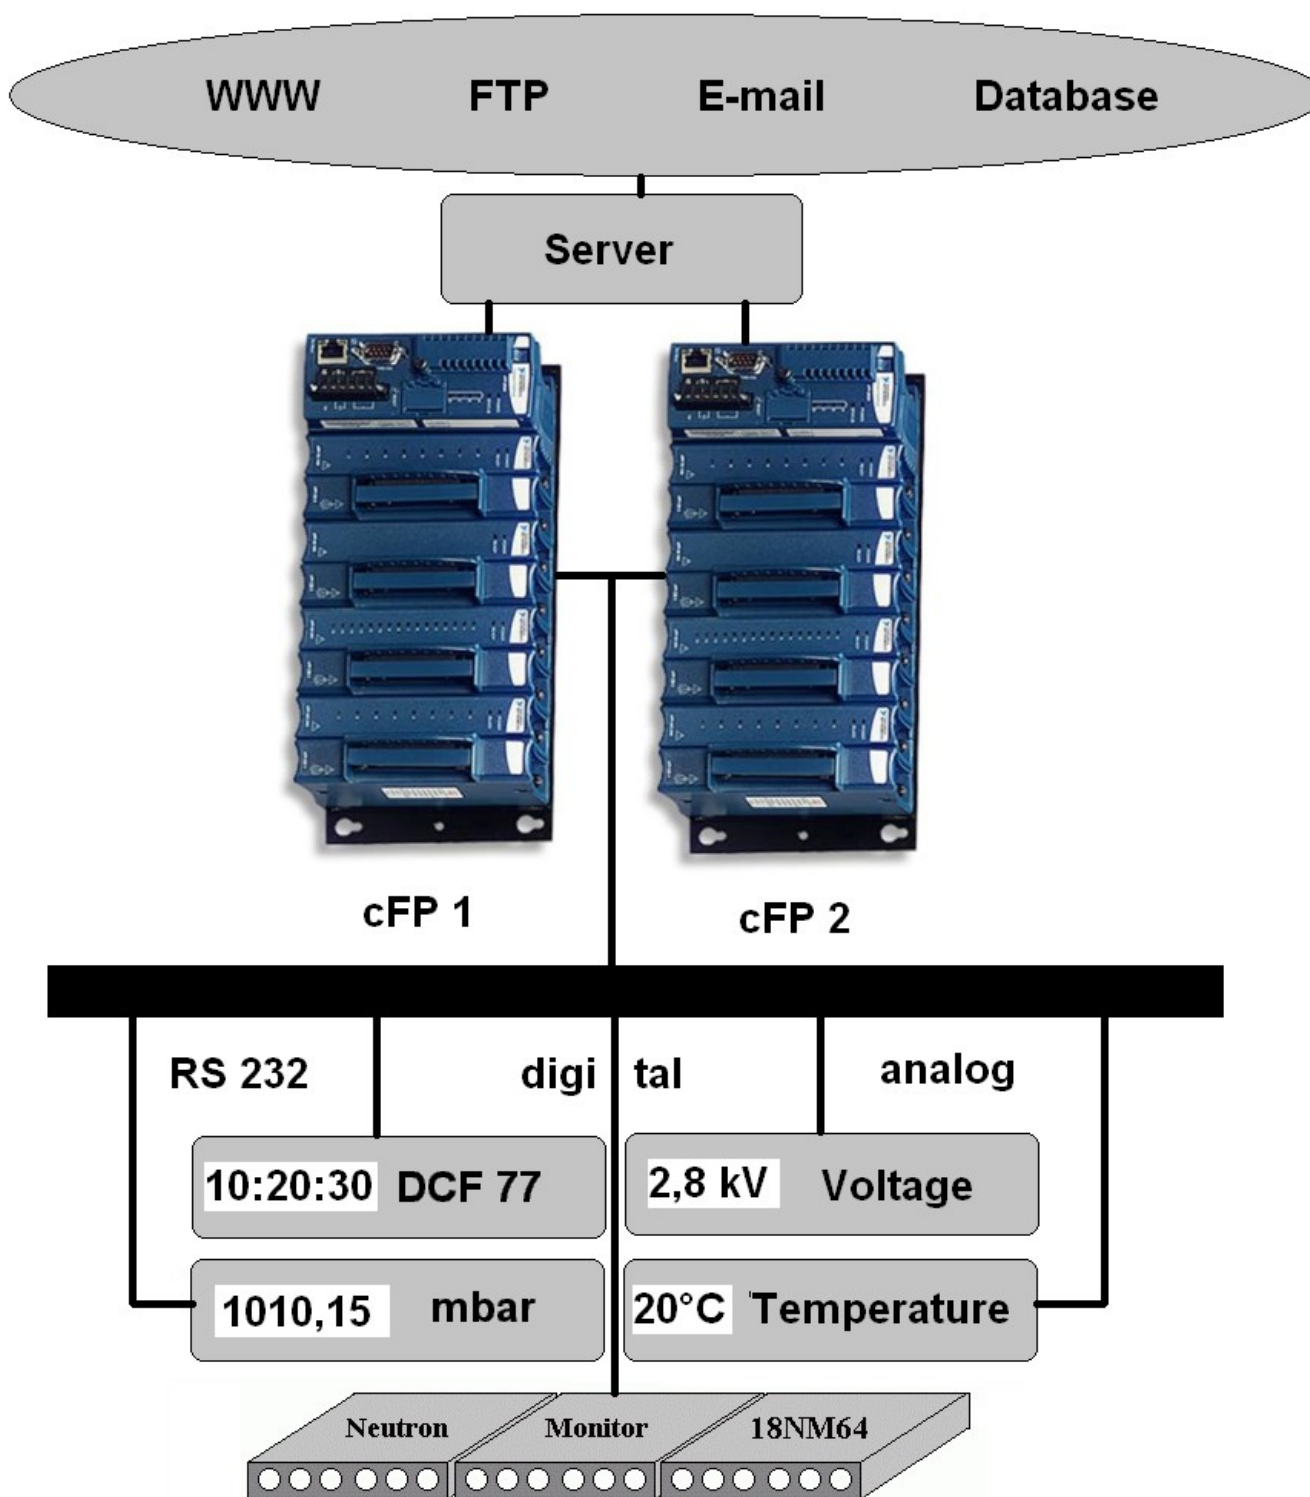 WWW FTP E-mail Database
Server
cFP 1 cFP 2
RS 232 digi tal analog
10:20:30 DCF 77 2,8 kV Voltage
1010,15 mbar 20°C Temperature
Neutron Monitor 18NM64